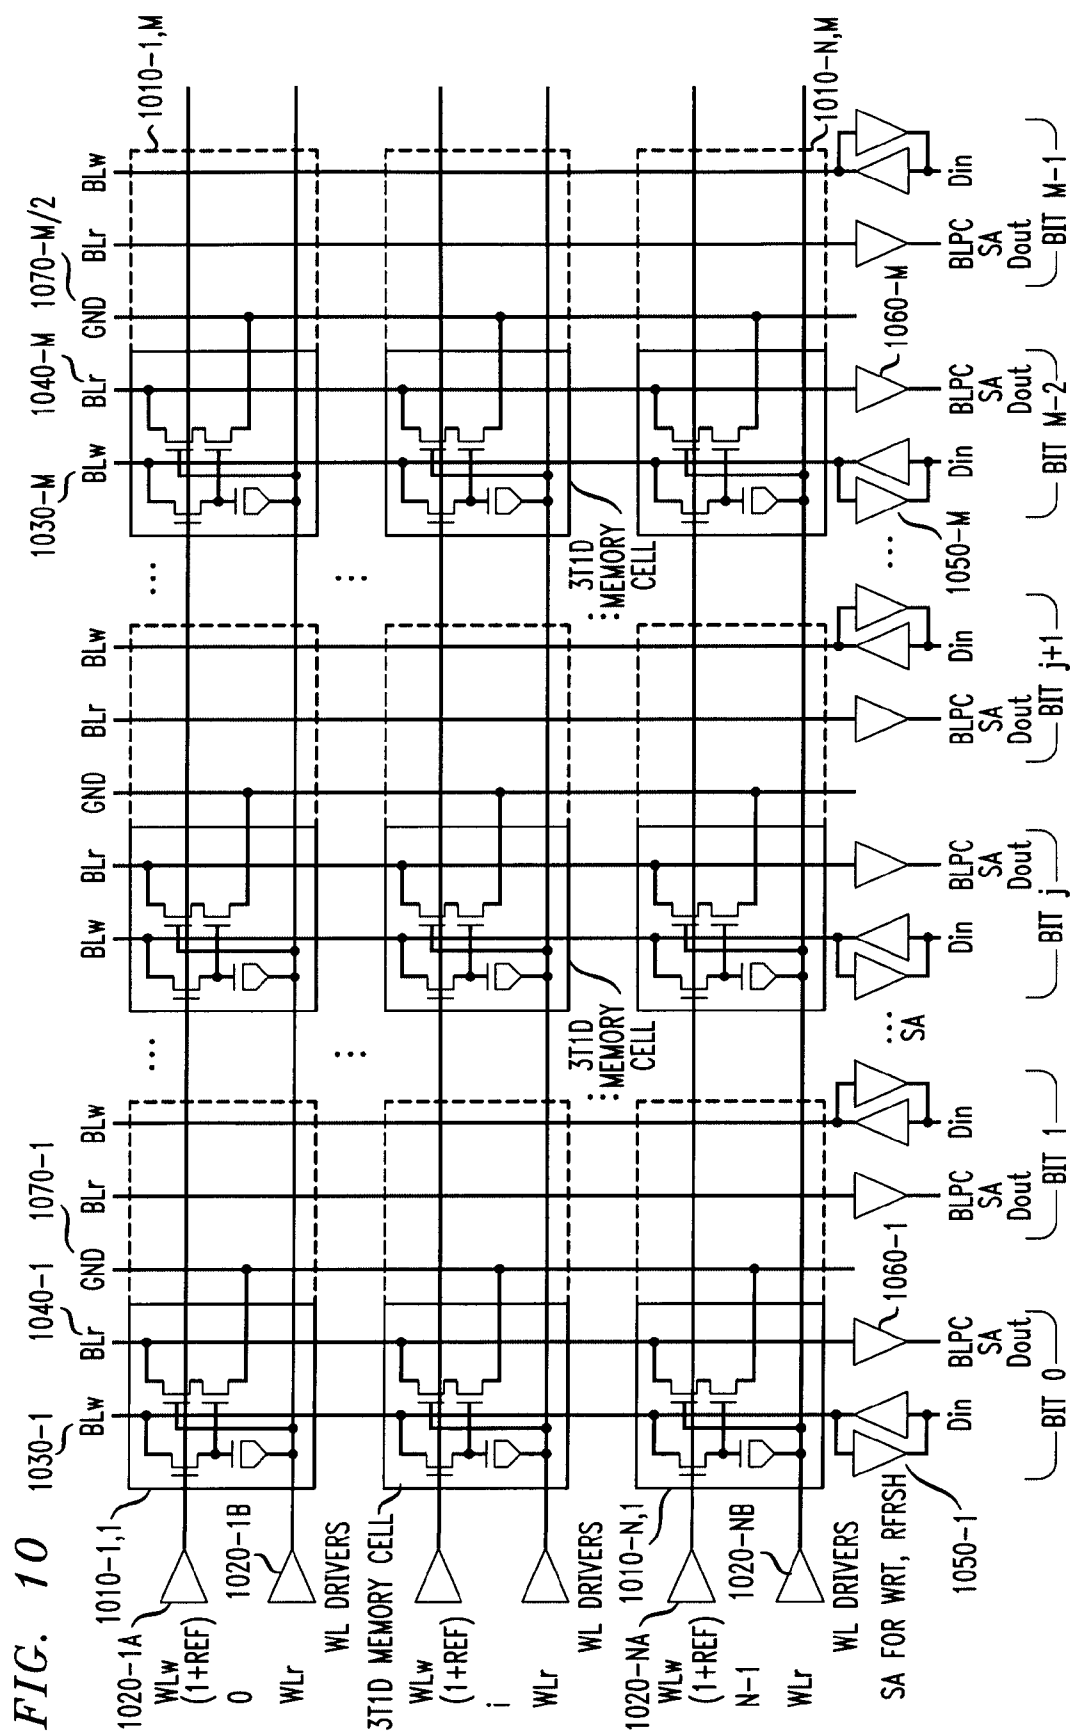 FIG. 10
1030-1
1040-1
1070-1
1030-M
1040-M
1070-M/2
BLw
BLr
GND
BLr
BLw
BLw
BLr
GND
BLr
BLw
BLw
BLr
GND
BLr
BLw
1010-1,1
1010-1,M
1020-1A
WLw
(1+REF)
0
1020-1B
WLr
WL DRIVERS
...
...
3T1D MEMORY CELL
WLw
(1+REF)
i
WLr
WL DRIVERS
...
...
3T1D
...MEMORY
CELL
3T1D
...MEMORY
CELL
1010-N,1
1010-N,M
1020-NA
WLw
(1+REF)
N-1
1020-NB
WLr
WL DRIVERS
SA FOR WRT, RFRSH
1050-1
1060-1
...
SA
...
1050-M
1060-M
Din
BLPC
SA
Dout
BLPC
SA
Dout
Din
Din
BLPC
SA
Dout
BLPC
SA
Dout
Din
Din
BLPC
SA
Dout
BLPC
SA
Dout
Din
BIT 0
BIT 1
BIT j
BIT j+1
BIT M-2
BIT M-1